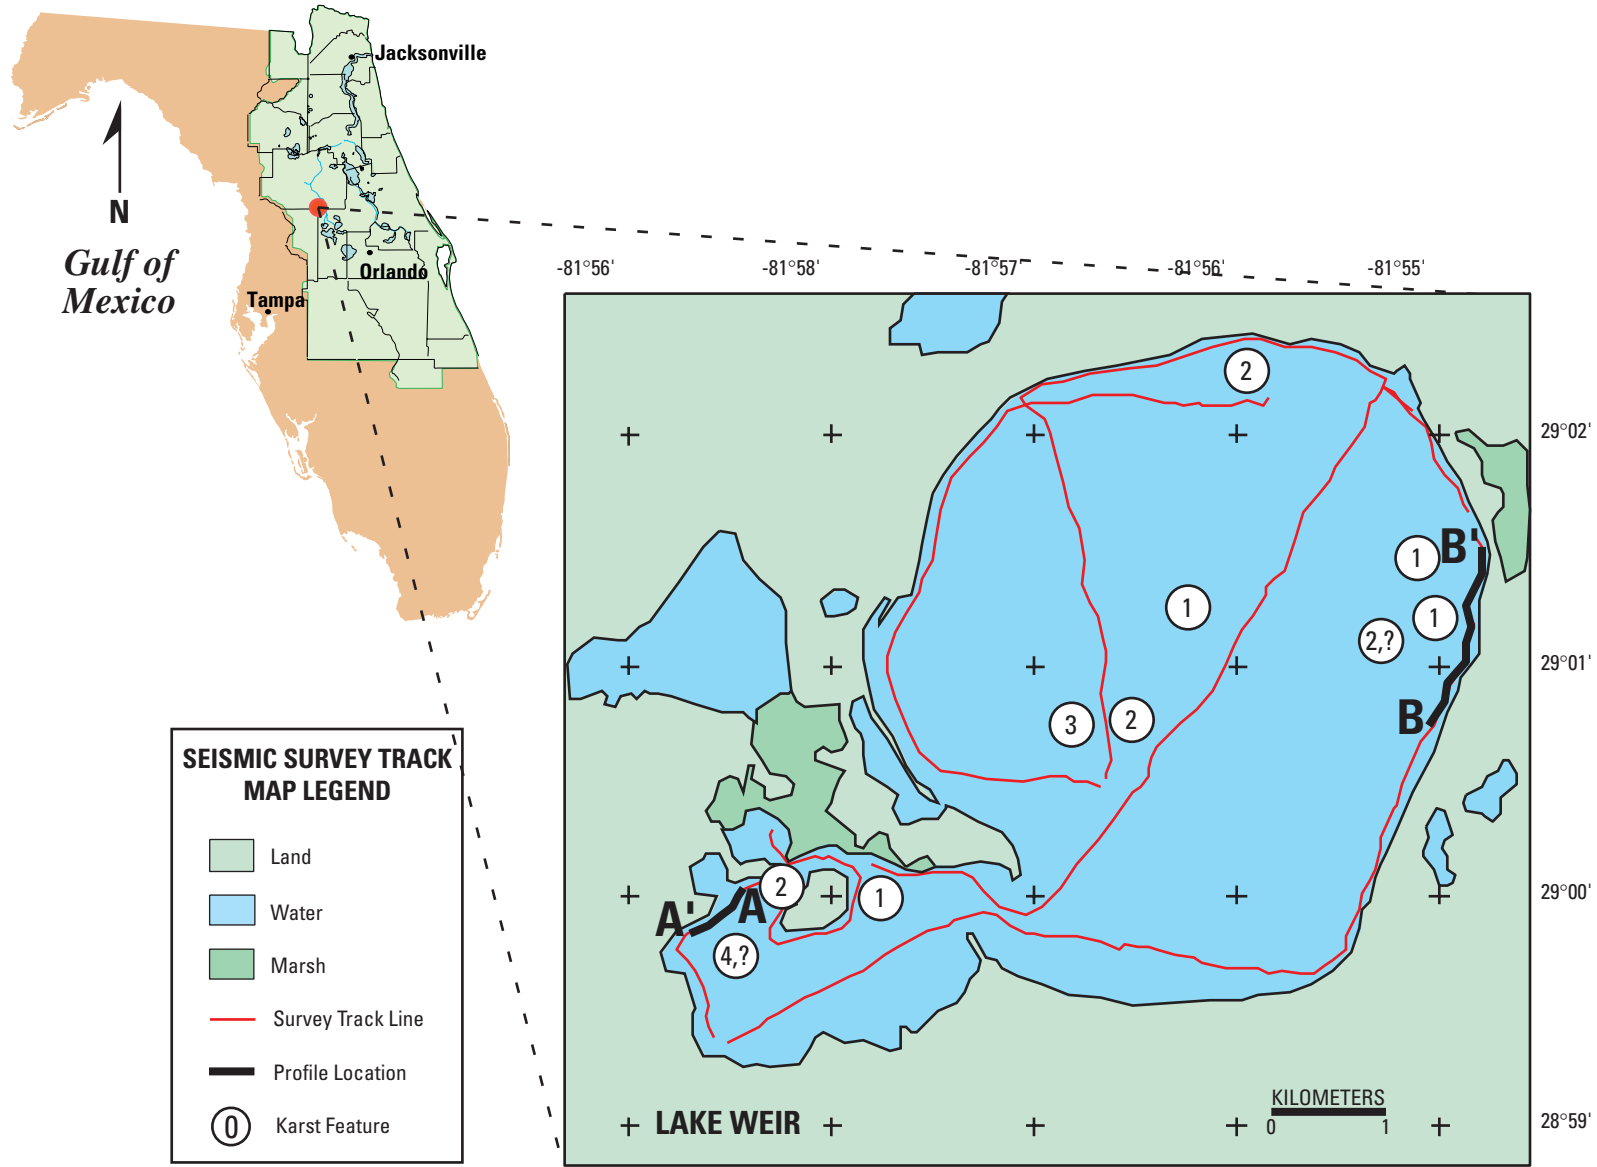 Jacksonville
N
Gulf of
Mexico
Orlando
Tampa
-81°56' -81°58' -81°57' -81°56' -81°55'
2
29°02'
1 B'
1 1
2,?
29°01'
3 2 B
SEISMIC SURVEY TRACK
MAP LEGEND
Land
Water
Marsh
Survey Track Line
Profile Location
0 Karst Feature
2 1 29°00'
A' A
4,?
KILOMETERS
0 1
LAKE WEIR 28°59'